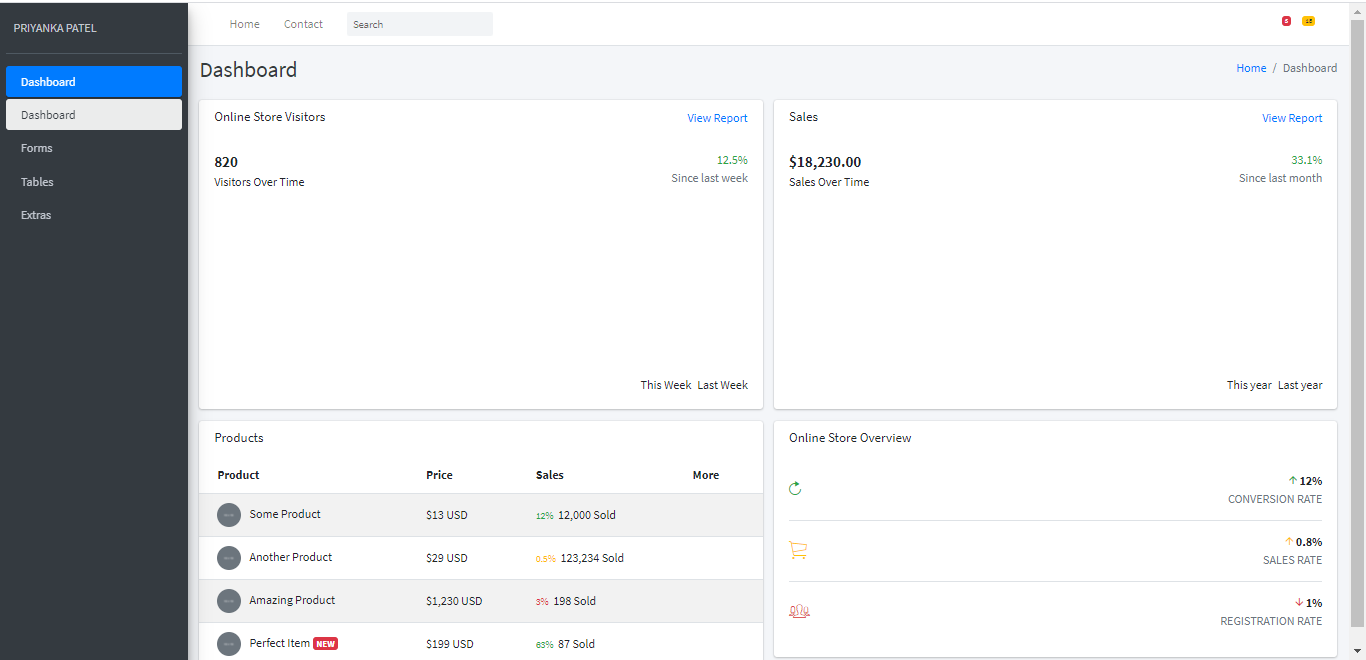 PRIYANKA PATEL
Dashboard
Dashboard
Forms
Tables
Extras
Home Contact Search
Dashboard
Home / Dashboard
Online Store Visitors View Report
820 12.5%
Visitors Over Time Since last week
This Week Last Week
Sales View Report
$18,230.00 33.1%
Sales Over Time Since last month
This year Last year
Products
Product Price Sales More
Some Product $13 USD 12% 12,000 Sold
Another Product $29 USD 0.5% 123,234 Sold
Amazing Product $1,230 USD 3% 198 Sold
Perfect Item NEW $199 USD 63% 87 Sold
Online Store Overview
↑ 12%
CONVERSION RATE
↑ 0.8%
SALES RATE
↓ 1%
REGISTRATION RATE